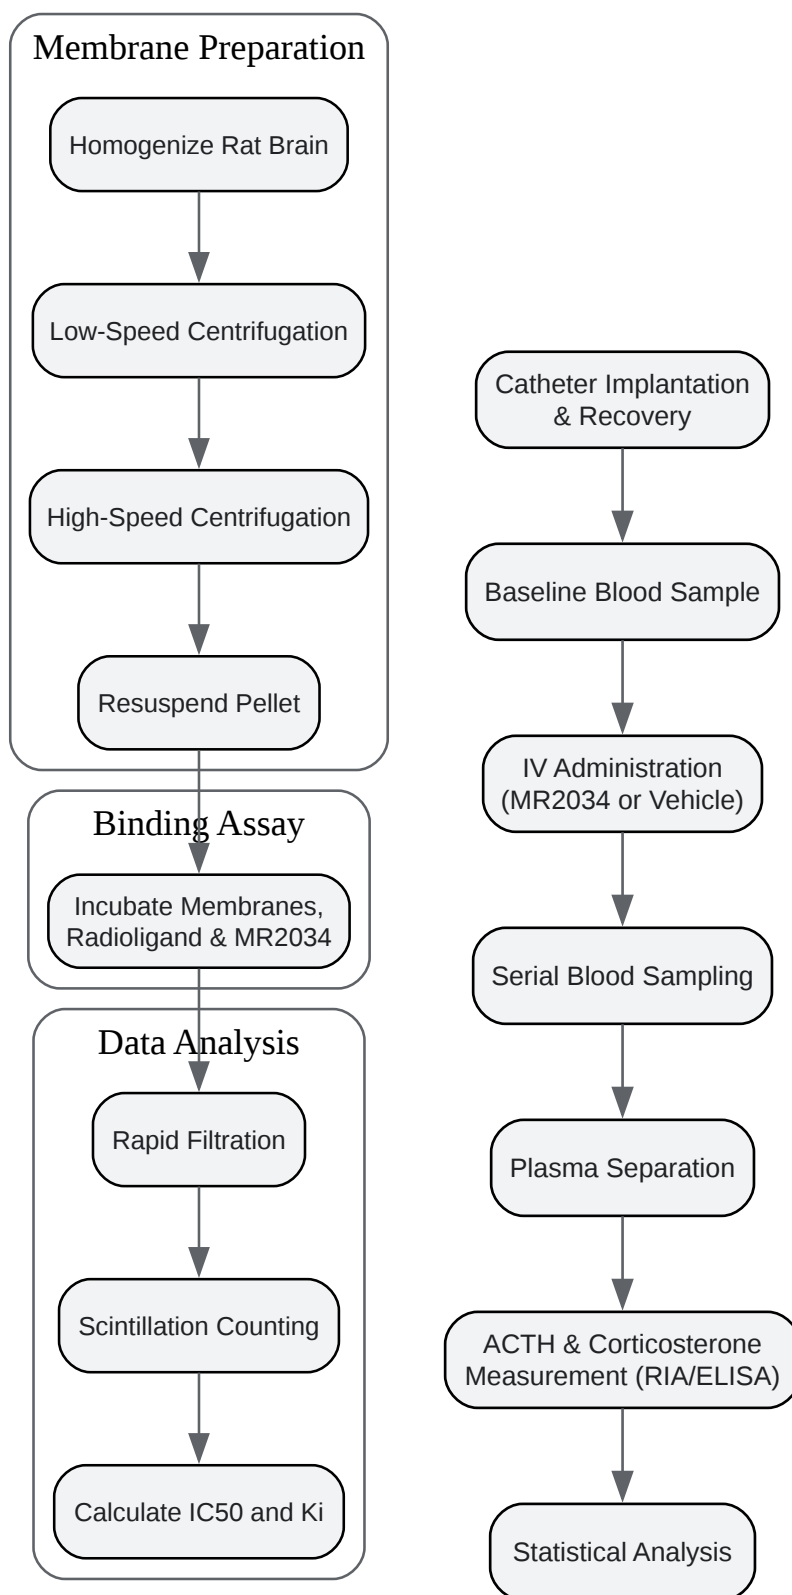 Membrane Preparation
Homogenize Rat Brain
Low-Speed Centrifugation
High-Speed Centrifugation
Resuspend Pellet
Binding Assay
Incubate Membranes,
Radioligand & MR2034
Data Analysis
Rapid Filtration
Scintillation Counting
Calculate IC50 and Ki
Catheter Implantation
& Recovery
Baseline Blood Sample
IV Administration
(MR2034 or Vehicle)
Serial Blood Sampling
Plasma Separation
ACTH & Corticosterone
Measurement (RIA/ELISA)
Statistical Analysis